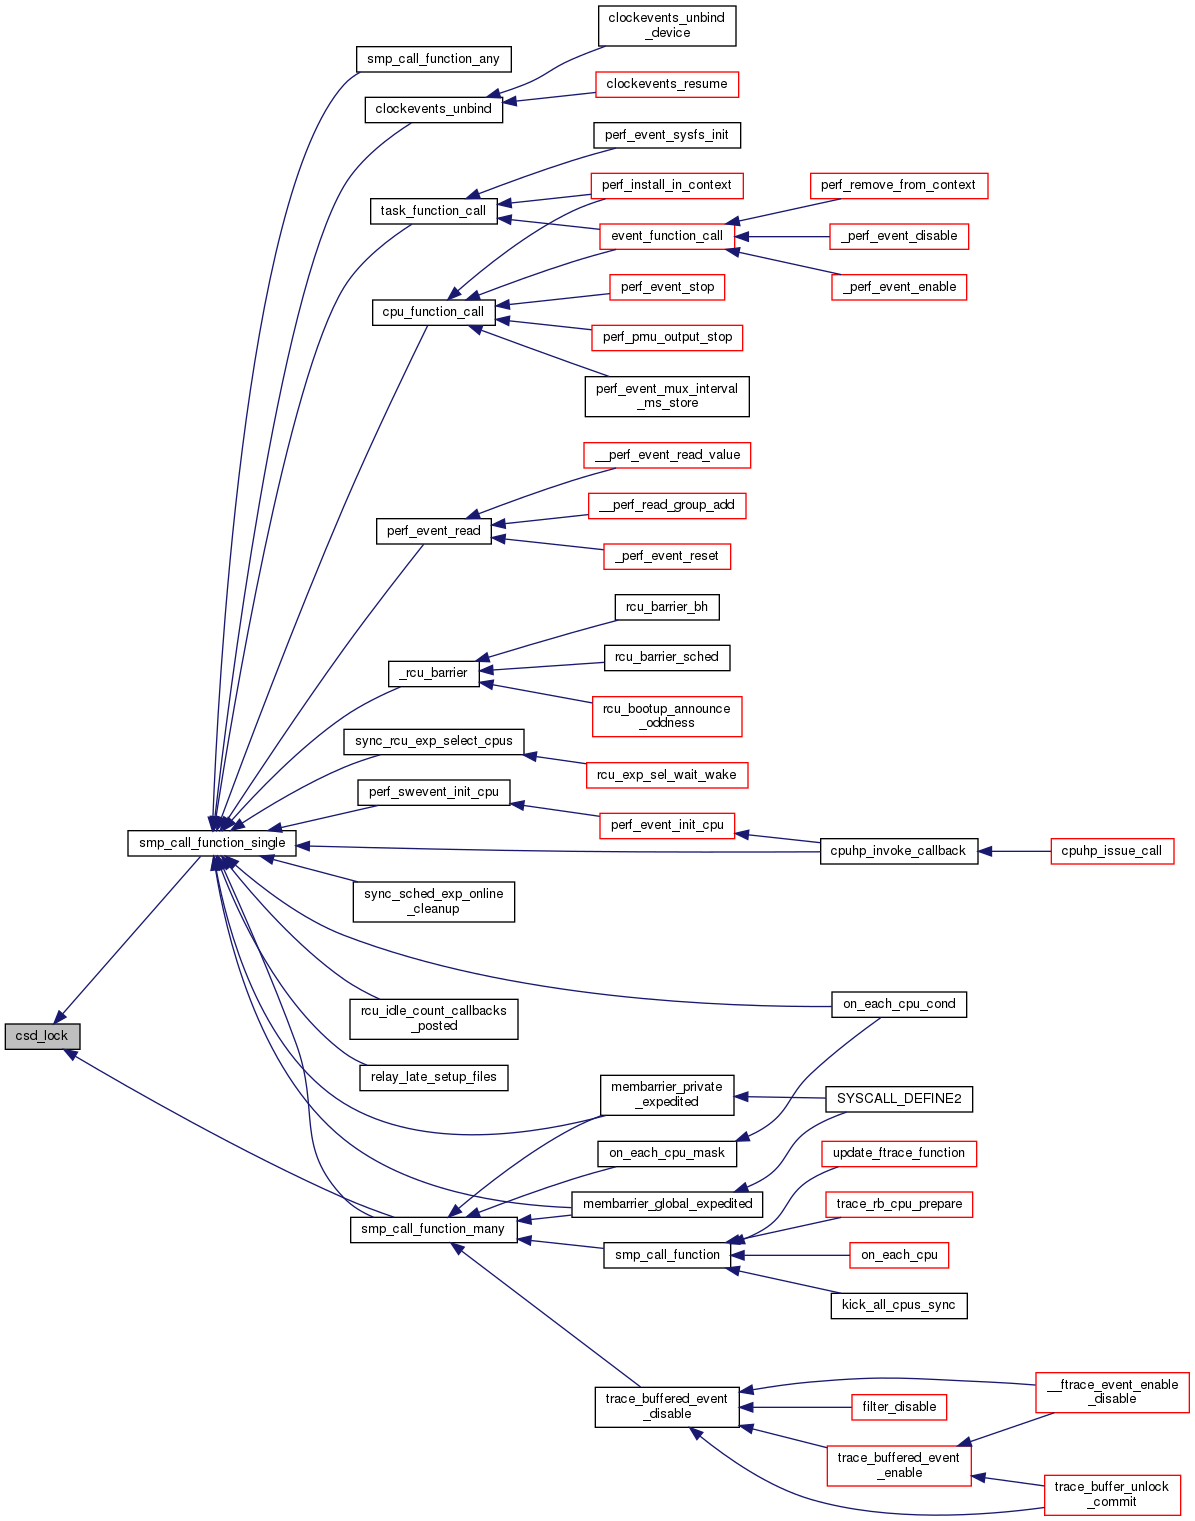 clockevents_unbind
_device
smp_call_function_any
clockevents_resume
clockevents_unbind
perf_event_sysfs_init
perf_install_in_context
perf_remove_from_context
task_function_call
event_function_call
_perf_event_disable
perf_event_stop
_perf_event_enable
cpu_function_call
perf_pmu_output_stop
perf_event_mux_interval
_ms_store
__perf_event_read_value
__perf_read_group_add
perf_event_read
_perf_event_reset
rcu_barrier_bh
rcu_barrier_sched
_rcu_barrier
rcu_bootup_announce
_oddness
sync_rcu_exp_select_cpus
rcu_exp_sel_wait_wake
perf_swevent_init_cpu
perf_event_init_cpu
smp_call_function_single
cpuhp_invoke_callback
cpuhp_issue_call
sync_sched_exp_online
_cleanup
on_each_cpu_cond
rcu_idle_count_callbacks
_posted
csd_lock
relay_late_setup_files
membarrier_private
_expedited
SYSCALL_DEFINE2
on_each_cpu_mask
update_ftrace_function
membarrier_global_expedited
trace_rb_cpu_prepare
smp_call_function_many
smp_call_function
on_each_cpu
kick_all_cpus_sync
trace_buffered_event
_disable
__ftrace_event_enable
_disable
filter_disable
trace_buffered_event
_enable
trace_buffer_unlock
_commit